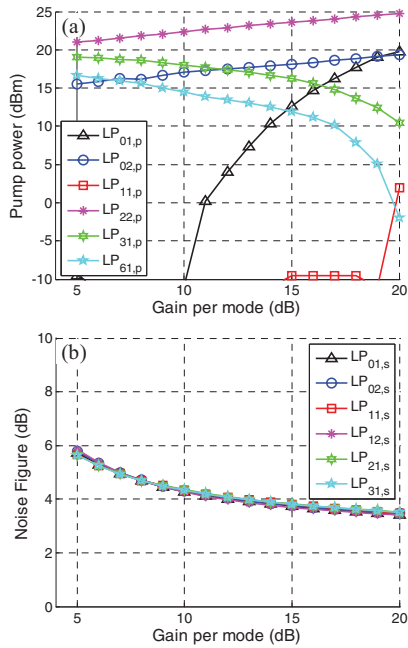 (a)
Pump power (dBm)
25
20
15
10
5
0
-5
-10
LP01,p
LP02,p
LP11,p
LP22,p
LP31,p
LP61,p
5 10 15 20
Gain per mode (dB)
(b)
Noise Figure (dB)
10
8
6
4
2
0
LP01,s
LP02,s
LP11,s
LP12,s
LP21,s
LP31,s
5 10 15 20
Gain per mode (dB)